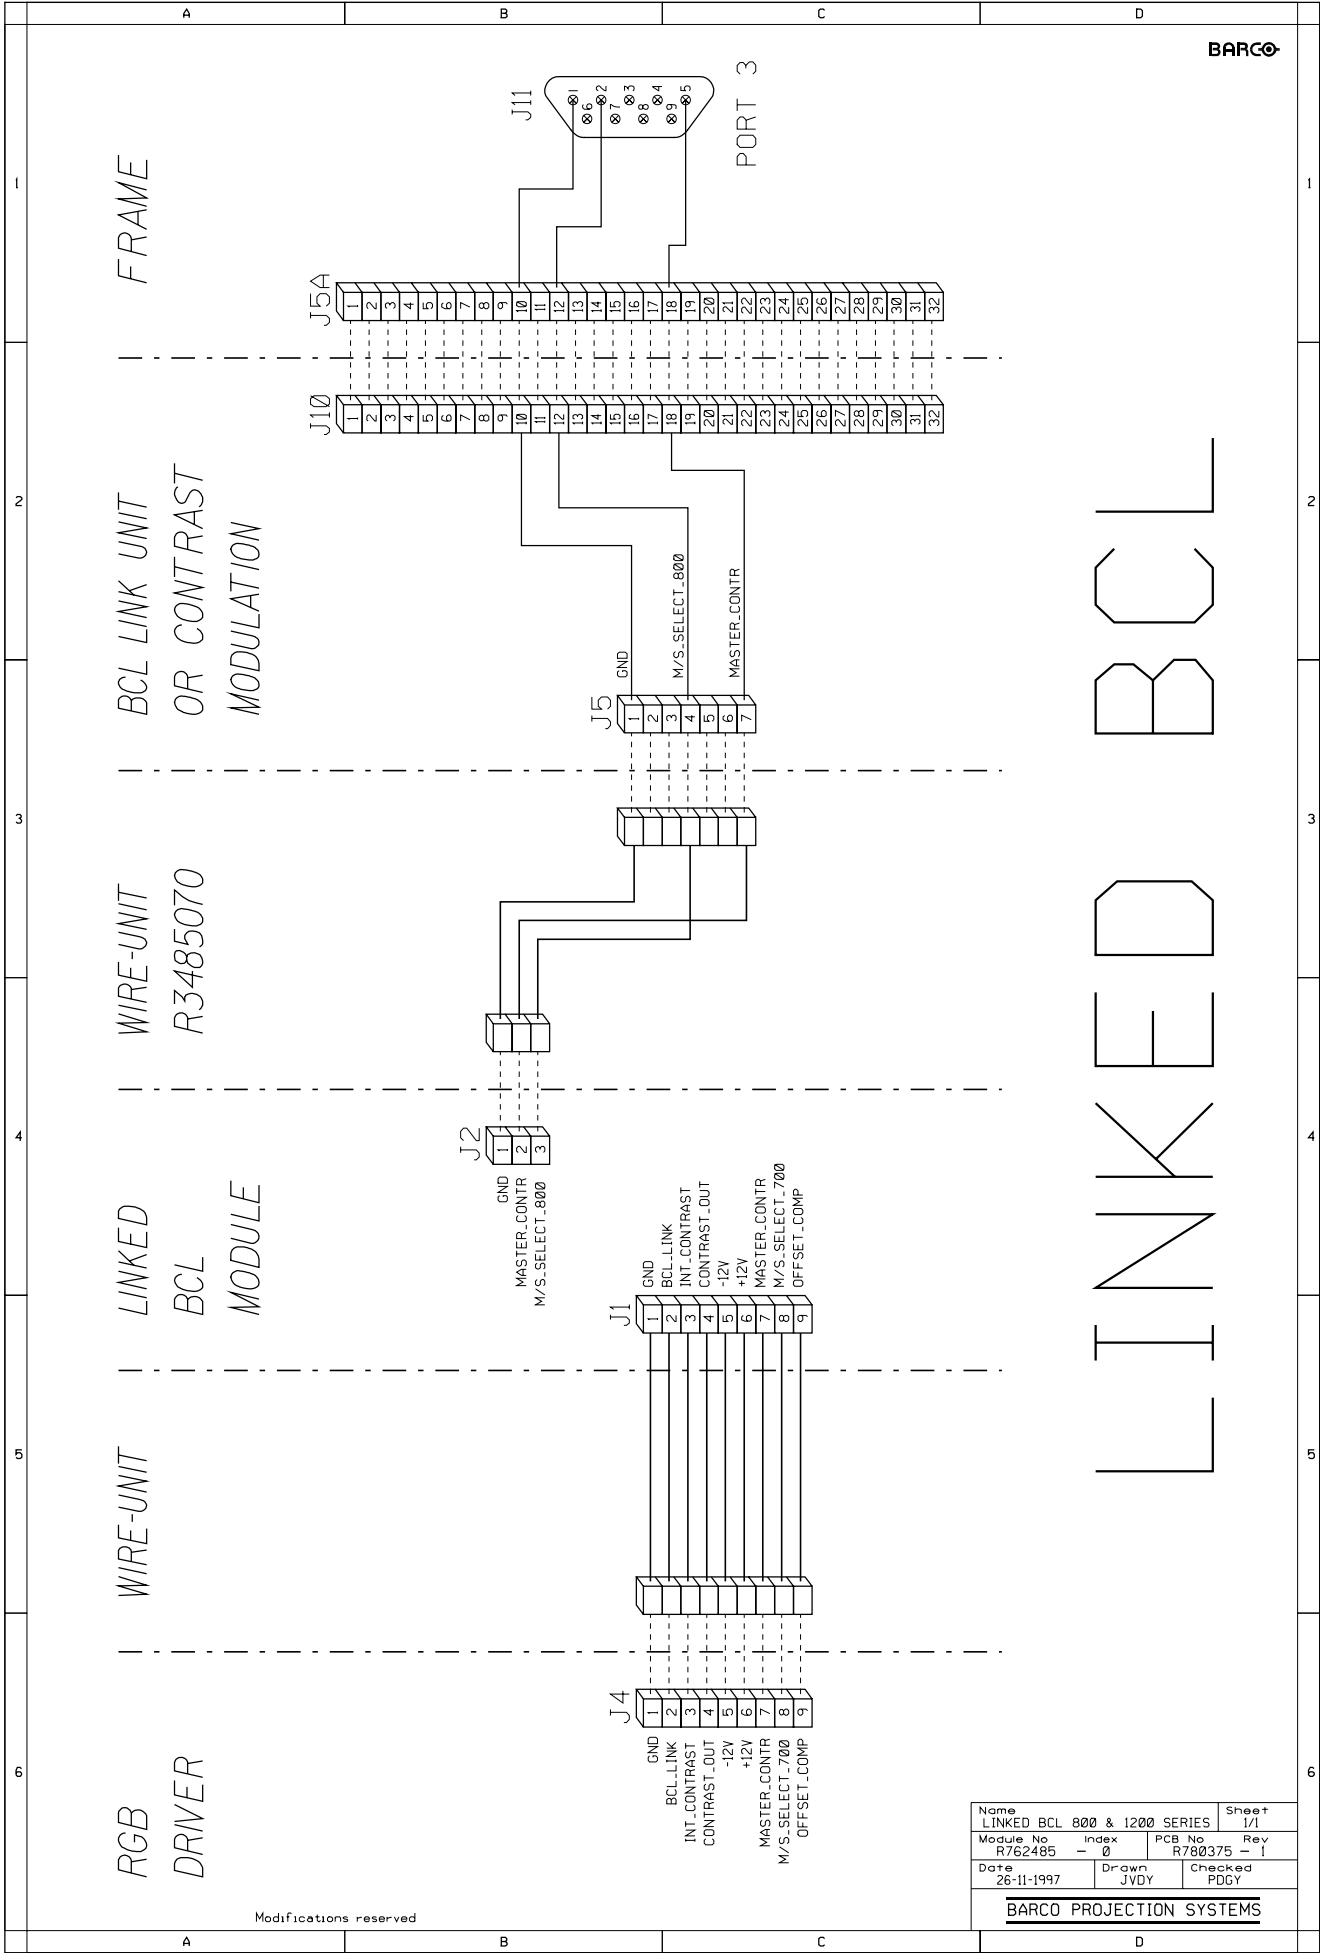 A B C D
BARCO
1 2 3 4 5 6
1 2 3 4 5 6
RGB
DRIVER
WIRE-UNIT
LINKED
BCL
MODULE
WIRE-UNIT
R3485070
BCL LINK UNIT
OR CONTRAST
MODULATION
FRAME
J4
1 2 3 4 5 6 7 8 9
GND
BCL_LINK
INT_CONTRAST
CONTRAST_OUT
-12V
+12V
MASTER_CONTR
M/S_SELECT_700
OFFSET_COMP
J1
1 2 3 4 5 6 7 8 9
GND
BCL_LINK
INT_CONTRAST
CONTRAST_OUT
-12V
+12V
MASTER_CONTR
M/S_SELECT_700
OFFSET_COMP
J2
1 2 3
GND
MASTER_CONTR
M/S_SELECT_800
J5
1 2 3 4 5 6 7
GND
M/S_SELECT_800
MASTER_CONTR
J10
1 2 3 4 5 6 7 8 9 10 11 12 13 14 15 16 17 18 19 20 21 22 23 24 25 26 27 28 29 30 31 32
J5A
1 2 3 4 5 6 7 8 9 10 11 12 13 14 15 16 17 18 19 20 21 22 23 24 25 26 27 28 29 30 31 32
J11
1 2 3 4 5
6 7 8 9
PORT 3
LINKED BCL
Name Sheet
LINKED BCL 800 & 1200 SERIES 1/1
Module No Index PCB No Rev
R762485 - 0 R780375 - 1
Date Drawn Checked
26-11-1997 JVDY PDGY
BARCO PROJECTION SYSTEMS
Modifications reserved
A B C D